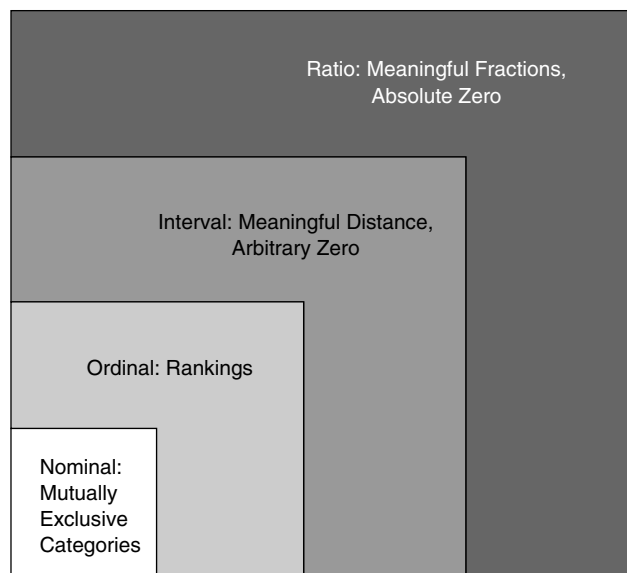 Ratio: Meaningful Fractions,
Absolute Zero
Interval: Meaningful Distance,
Arbitrary Zero
Ordinal: Rankings
Nominal:
Mutually
Exclusive
Categories